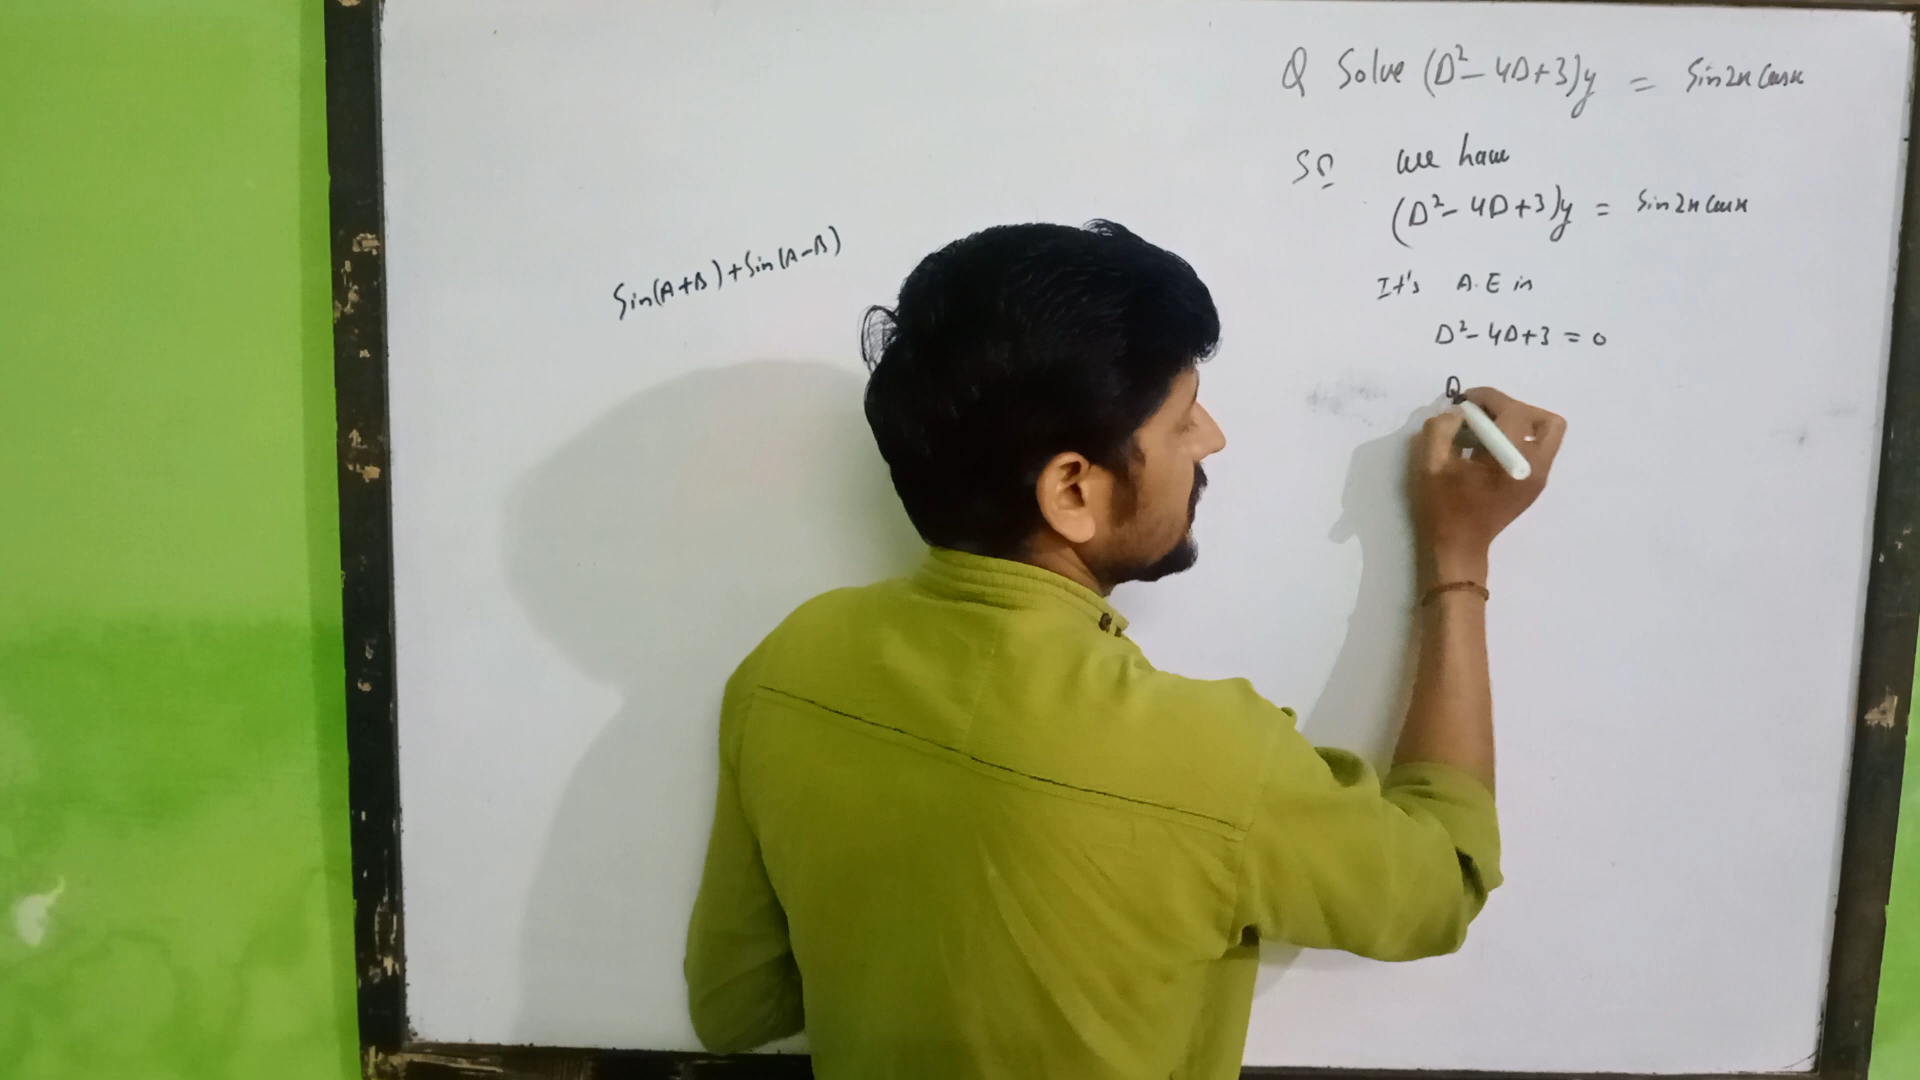 Q Solve (D²-4D+3)y = Sin2x Cosx
Sol we have
(D²-4D+3)y = Sin2x Cosx
It's A.E is
D²-4D+3 = 0
Sin(A+B)+Sin(A-B)